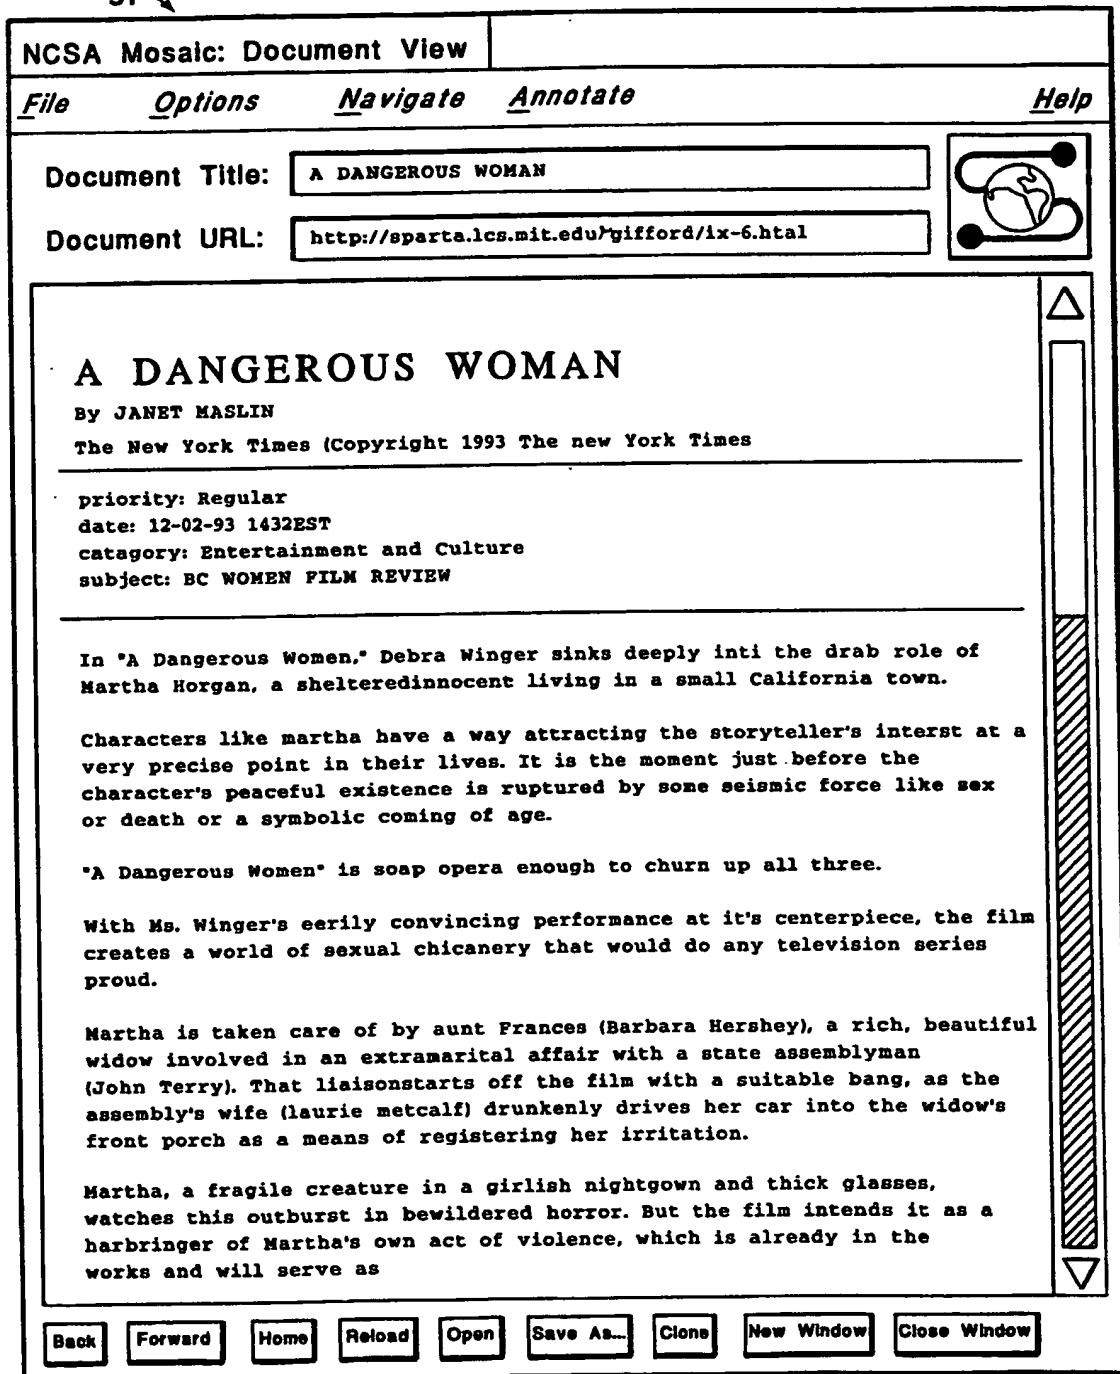 NCSA Mosaic: Document View
File Options Navigate Annotate Help
Document Title: A DANGEROUS WOMAN
Document URL: http://sparta.lcs.mit.edu/~gifford/ix-6.htal
A DANGEROUS WOMAN
By JANET MASLIN
The New York Times (Copyright 1993 The new York Times
priority: Regular
date: 12-02-93 1432EST
catagory: Entertainment and Culture
subject: BC WOMEN FILM REVIEW
In "A Dangerous Women," Debra Winger sinks deeply inti the drab role of
Martha Horgan, a shelteredinnocent living in a small California town.
Characters like martha have a way attracting the storyteller's interst at a
very precise point in their lives. It is the moment just before the
character's peaceful existence is ruptured by some seismic force like sex
or death or a symbolic coming of age.
"A Dangerous Women" is soap opera enough to churn up all three.
With Ms. Winger's eerily convincing performance at it's centerpiece, the film
creates a world of sexual chicanery that would do any television series
proud.
Martha is taken care of by aunt Frances (Barbara Hershey), a rich, beautiful
widow involved in an extramarital affair with a state assemblyman
(John Terry). That liaisonstarts off the film with a suitable bang, as the
assembly's wife (laurie metcalf) drunkenly drives her car into the widow's
front porch as a means of registering her irritation.
Martha, a fragile creature in a girlish nightgown and thick glasses,
watches this outburst in bewildered horror. But the film intends it as a
harbringer of Martha's own act of violence, which is already in the
works and will serve as
Back Forward Home Reload Open Save As... Clone New Window Close Window